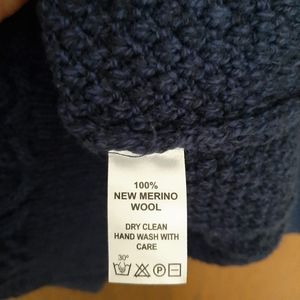 100%
NEW MERINO
WOOL
DRY CLEAN
HAND WASH WITH
CARE
30°
P